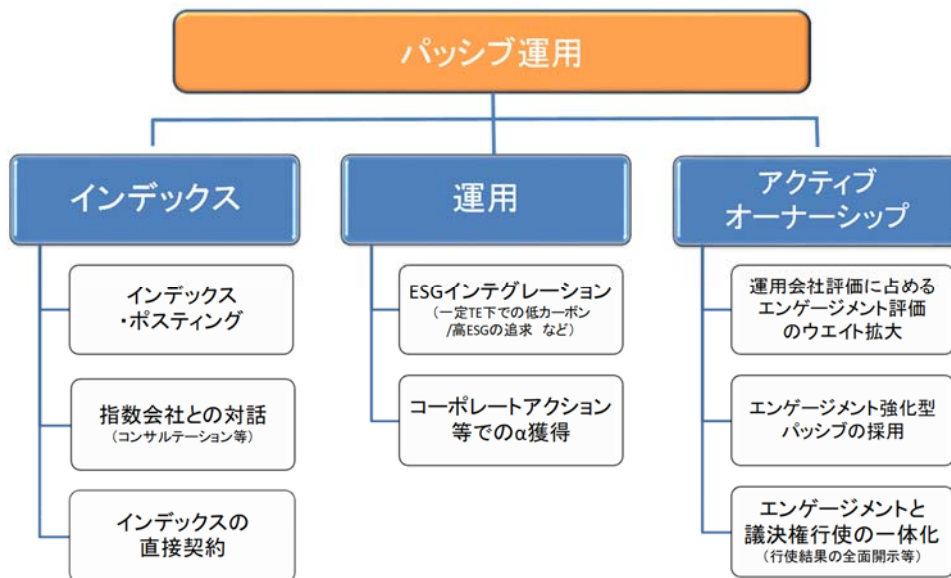 パッシブ運用
インデックス
インデックス
・ポスティング
指数会社との対話
（コンサルテーション等）
インデックスの
直接契約
運用
ESGインテグレーション
（一定TE下での低カーボン
/高ESGの追求 など）
コーポレートアクション
等でのα獲得
アクティブ
オーナーシップ
運用会社評価に占める
エンゲージメント評価
のウエイト拡大
エンゲージメント強化型
パッシブの採用
エンゲージメントと
議決権行使の一体化
（行使結果の全面開示等）